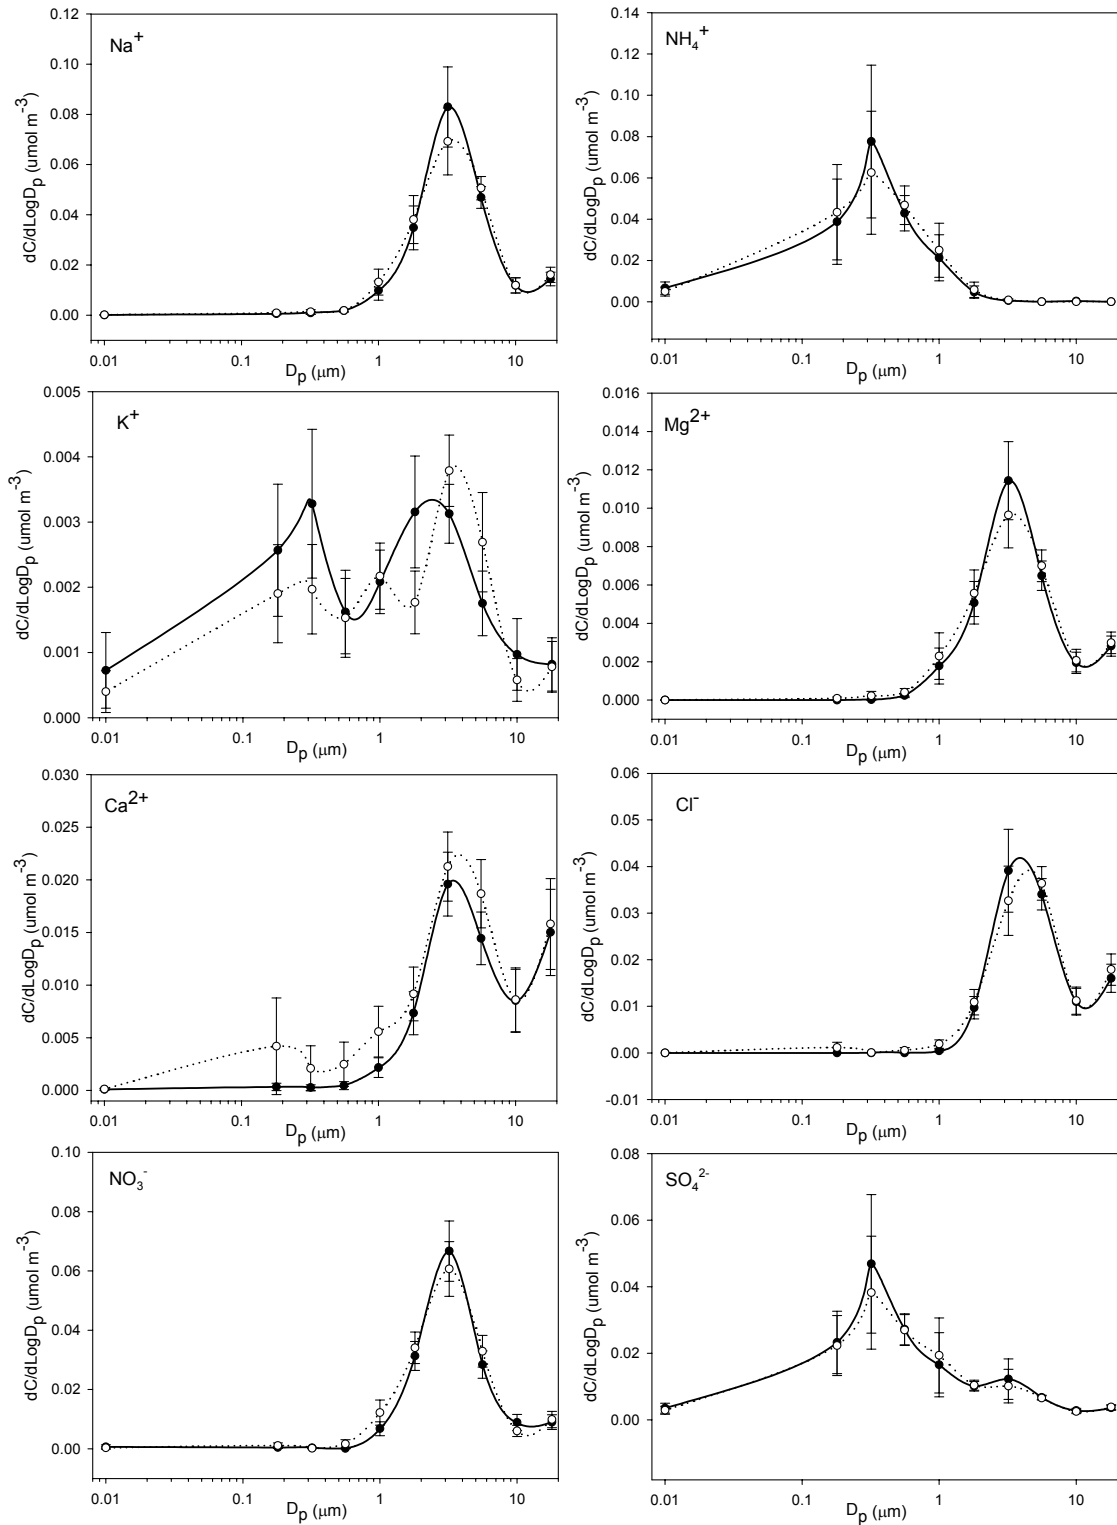 Na+
dC/dLogDp (umol m-3)
0.12
0.10
0.08
0.06
0.04
0.02
0.00
0.01 0.1 1 10
Dp (μm)
NH4+
dC/dLogDp (umol m-3)
0.14
0.12
0.10
0.08
0.06
0.04
0.02
0.00
0.01 0.1 1 10
Dp (μm)
K+
dC/dLogDp (umol m-3)
0.005
0.004
0.003
0.002
0.001
0.000
0.01 0.1 1 10
Dp (μm)
Mg2+
dC/dLogDp (umol m-3)
0.016
0.014
0.012
0.010
0.008
0.006
0.004
0.002
0.000
0.01 0.1 1 10
Dp (μm)
Ca2+
dC/dLogDp (umol m-3)
0.030
0.025
0.020
0.015
0.010
0.005
0.000
0.01 0.1 1 10
Dp (μm)
Cl-
dC/dLogDp (umol m-3)
0.06
0.05
0.04
0.03
0.02
0.01
0.00
-0.01
0.01 0.1 1 10
Dp (μm)
NO3-
dC/dLogDp (umol m-3)
0.10
0.08
0.06
0.04
0.02
0.00
0.01 0.1 1 10
Dp (μm)
SO42-
dC/dLogDp (umol m-3)
0.08
0.06
0.04
0.02
0.00
0.01 0.1 1 10
Dp (μm)